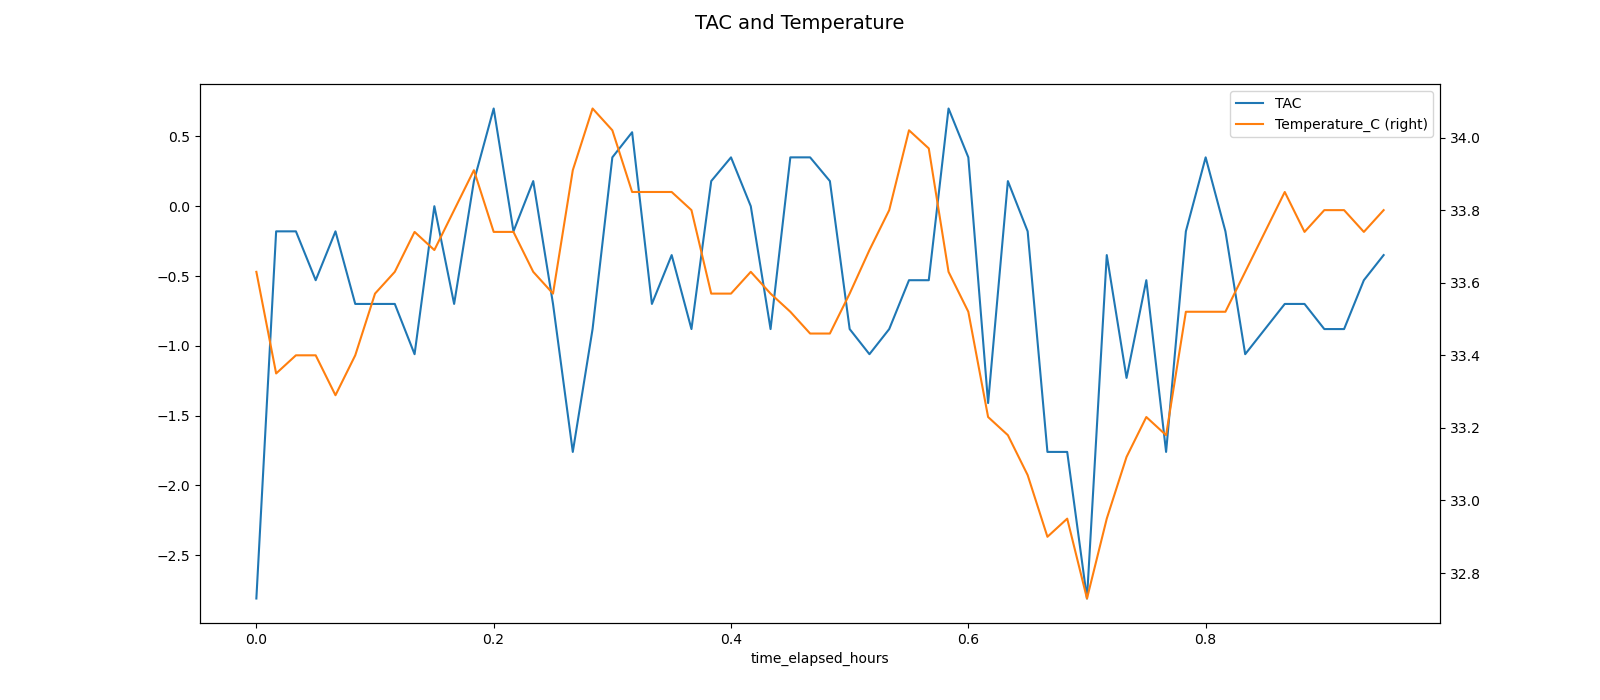 TAC and Temperature
TAC
Temperature_C (right)
0.5
0.0
−0.5
−1.0
−1.5
−2.0
−2.5
34.0
33.8
33.6
33.4
33.2
33.0
32.8
0.0 0.2 0.4 0.6 0.8
time_elapsed_hours